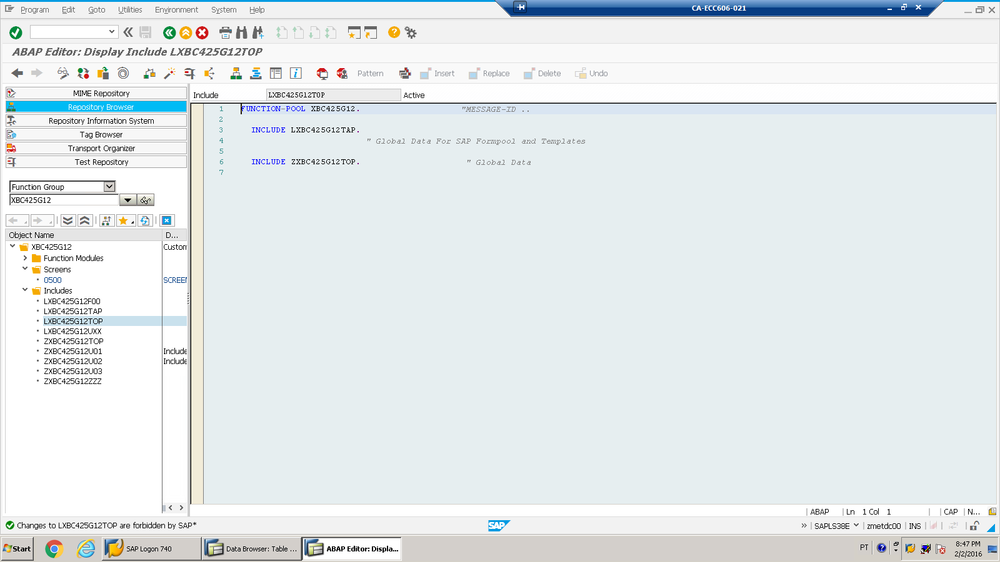 Program Edit Goto Utilities Environment System Help
CA-ECC606-021
ABAP Editor: Display Include LXBC425G12TOP
Pattern Insert Replace Delete Undo
MIME Repository
Repository Browser
Repository Information System
Tag Browser
Transport Organizer
Test Repository
Function Group
XBC425G12
Object Name D...
XBC425G12 Custom
Function Modules
Screens
0500 SCREE
Includes
LXBC425G12F00
LXBC425G12TAP
LXBC425G12TOP
LXBC425G12UXX
ZXBC425G12TOP
ZXBC425G12U01 Include
ZXBC425G12U02 Include
ZXBC425G12U03
ZXBC425G12ZZZ
Include LXBC425G12TOP Active
1 FUNCTION-POOL XBC425G12. "MESSAGE-ID ..
2
3 INCLUDE LXBC425G12TAP.
4 " Global Data For SAP Formpool and Templates
5
6 INCLUDE ZXBC425G12TOP. " Global Data
7
ABAP Ln 1 Col 1 CAP N...
Changes to LXBC425G12TOP are forbidden by SAP*
SAP
SAPLS38E zmetdc00 INS
Start
SAP Logon 740
Data Browser: Table ...
ABAP Editor: Displa...
PT
8:47 PM
2/2/2016